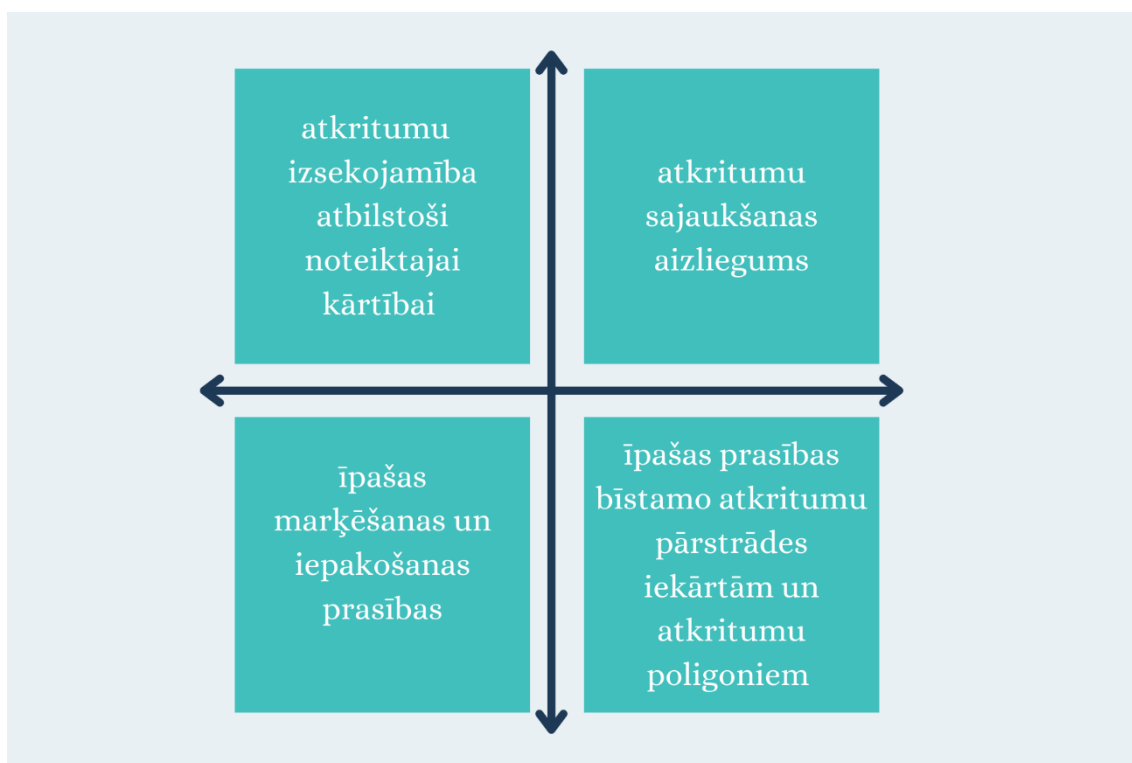 atkritumu
izsekojamība
atbilstoši
noteiktajai
kārtībai
atkritumu
sajaukšanas
aizliegums
īpašas
marķēšanas un
iepakošanas
prasības
īpašas prasības
bīstamo atkritumu
pārstrādes
iekārtām un
atkritumu
poligoniem